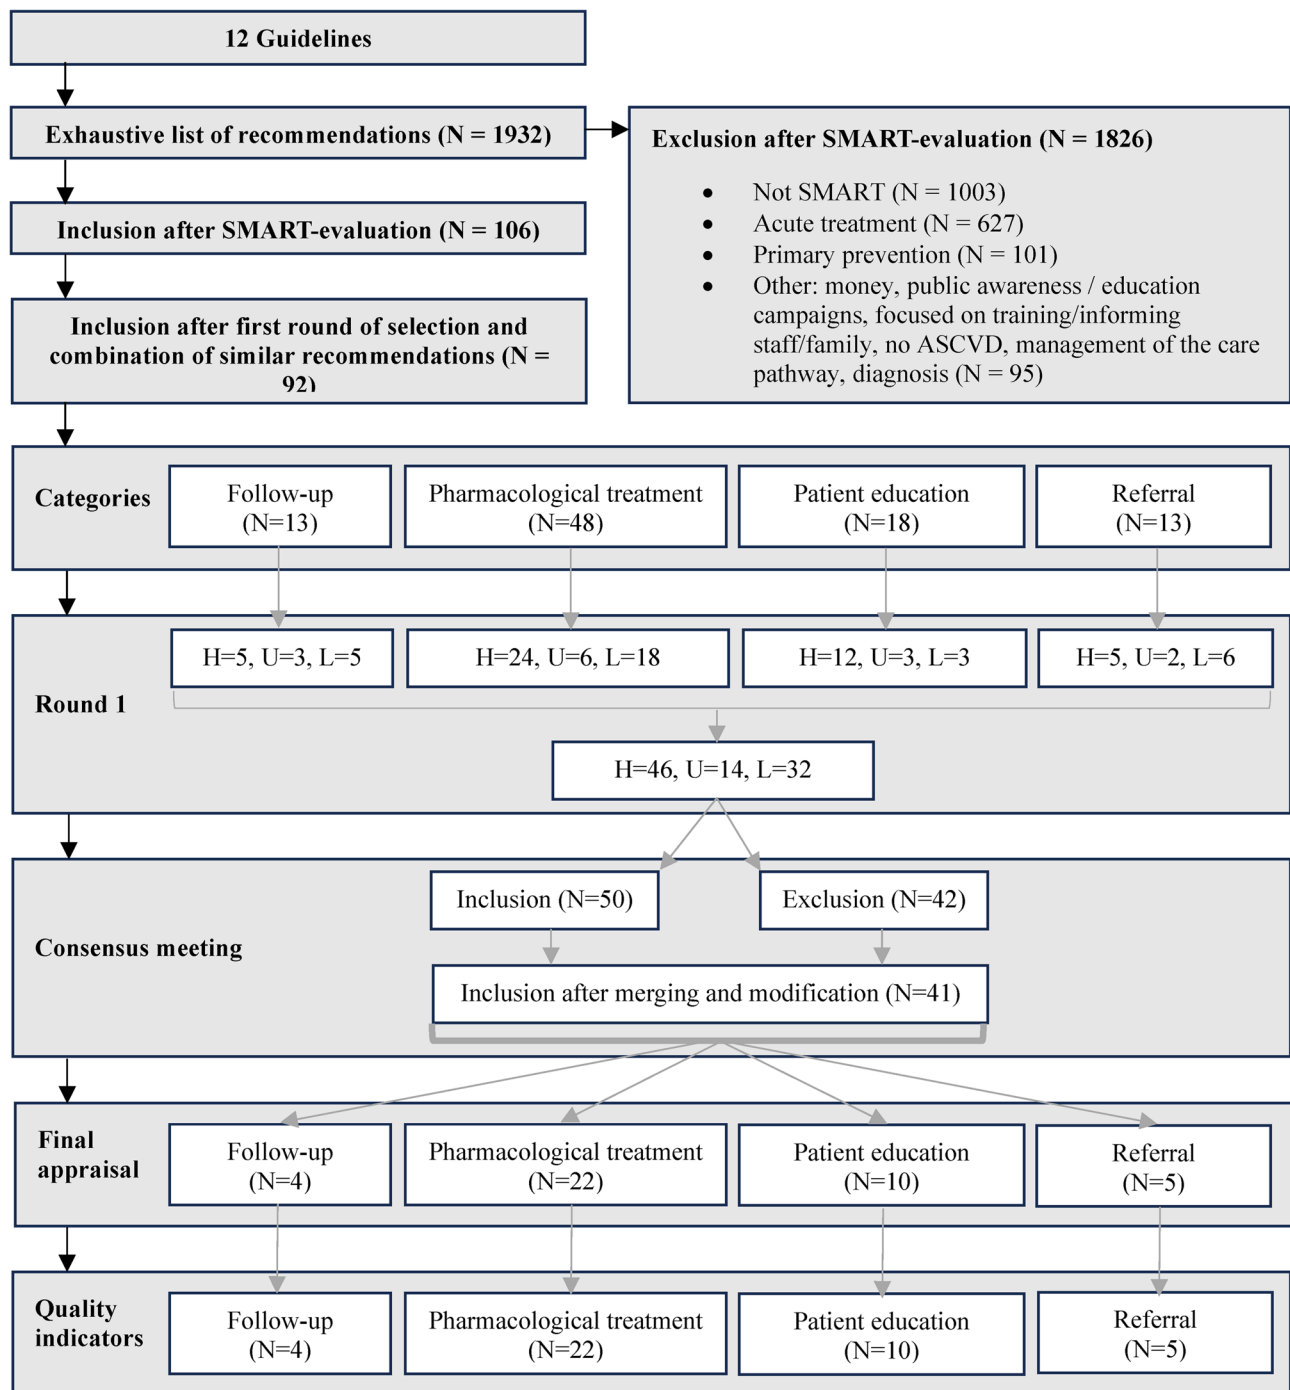 12 Guidelines
Exhaustive list of recommendations (N = 1932)
Exclusion after SMART-evaluation (N = 1826)
• Not SMART (N = 1003)
• Acute treatment (N = 627)
• Primary prevention (N = 101)
• Other: money, public awareness / education
campaigns, focused on training/informing
staff/family, no ASCVD, management of the care
pathway, diagnosis (N = 95)
Inclusion after SMART-evaluation (N = 106)
Inclusion after first round of selection and
combination of similar recommendations (N =
92)
Categories
Follow-up
(N=13)
Pharmacological treatment
(N=48)
Patient education
(N=18)
Referral
(N=13)
Round 1
H=5, U=3, L=5
H=24, U=6, L=18
H=12, U=3, L=3
H=5, U=2, L=6
H=46, U=14, L=32
Consensus meeting
Inclusion (N=50)
Exclusion (N=42)
Inclusion after merging and modification (N=41)
Final
appraisal
Follow-up
(N=4)
Pharmacological treatment
(N=22)
Patient education
(N=10)
Referral
(N=5)
Quality
indicators
Follow-up
(N=4)
Pharmacological treatment
(N=22)
Patient education
(N=10)
Referral
(N=5)